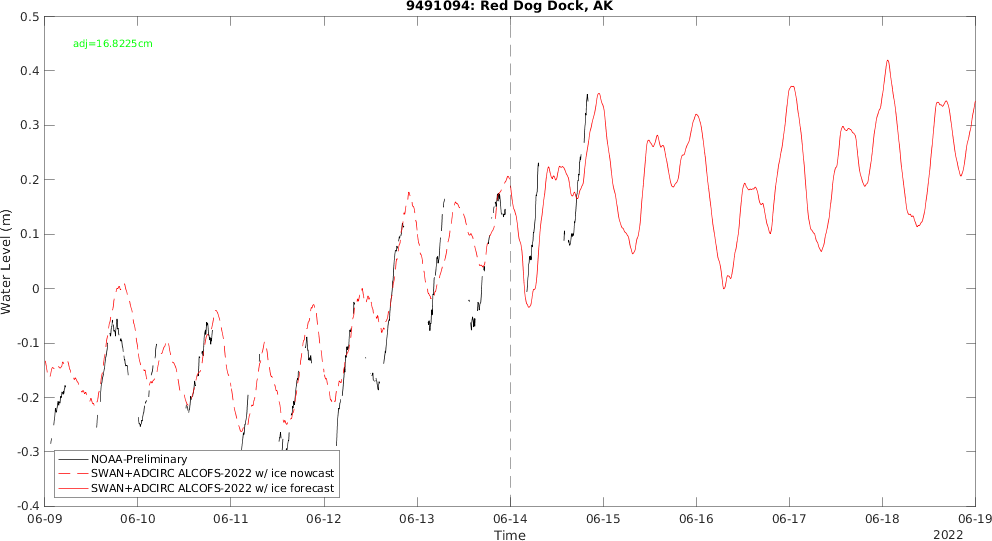 9491094: Red Dog Dock, AK
adj=16.8225cm
Water Level (m)
0.5
0.4
0.3
0.2
0.1
0
-0.1
-0.2
-0.3
-0.4
NOAA-Preliminary
SWAN+ADCIRC ALCOFS-2022 w/ ice nowcast
SWAN+ADCIRC ALCOFS-2022 w/ ice forecast
06-09 06-10 06-11 06-12 06-13 06-14 06-15 06-16 06-17 06-18 06-19
Time
2022